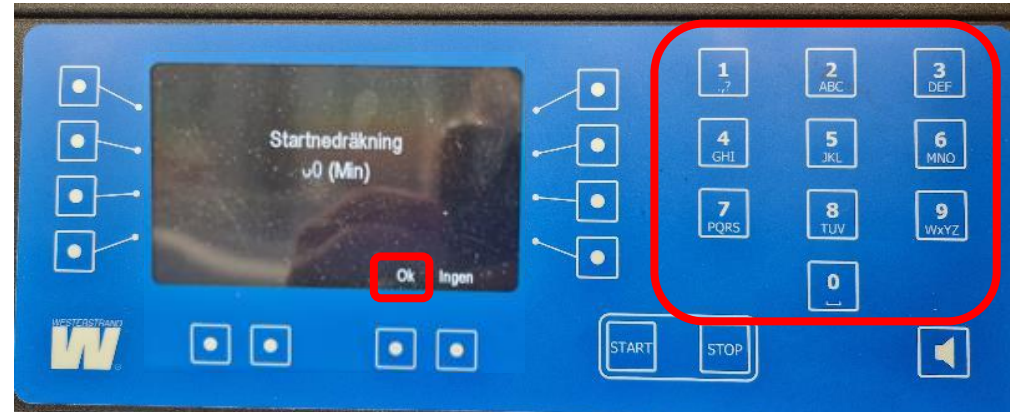 Startnedräkning
0 (Min)
Ok Ingen
WESTERSTRAND
W
1
.,?
2
ABC
3
DEF
4
GHI
5
JKL
6
MNO
7
PQRS
8
TUV
9
WxYZ
0
START STOP